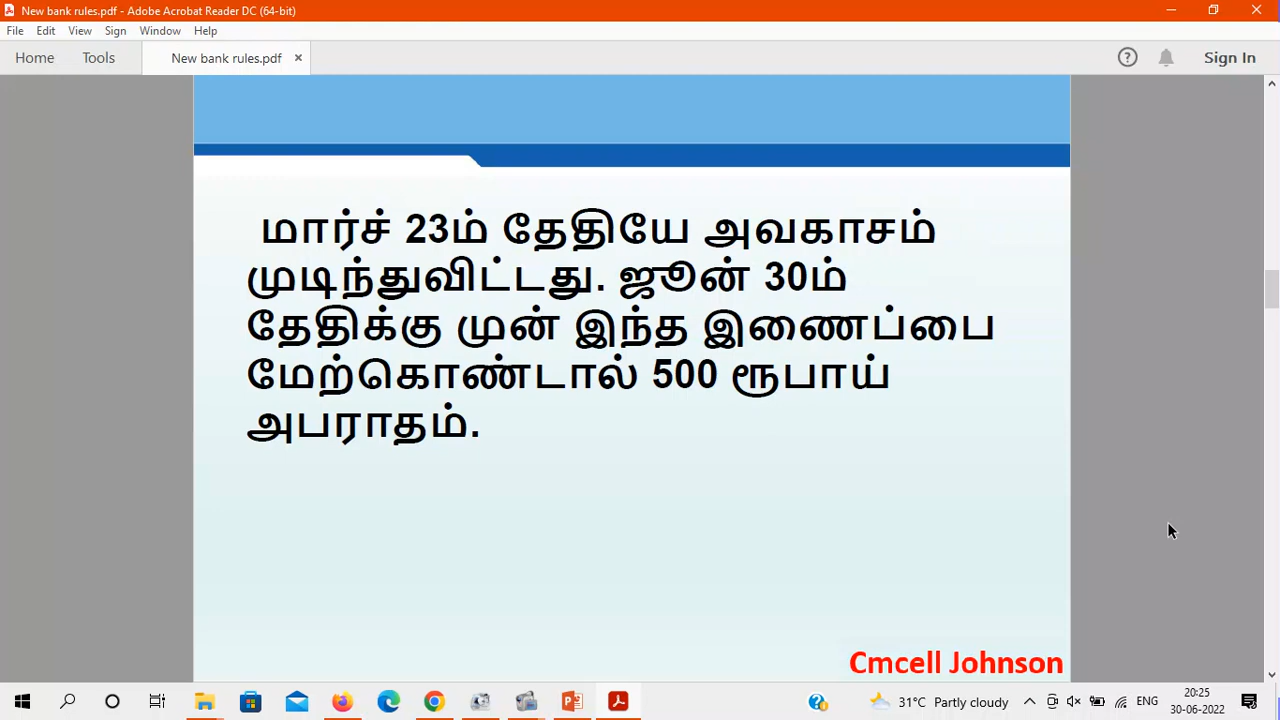 New bank rules.pdf - Adobe Acrobat Reader DC (64-bit)
File Edit View Sign Window Help
Home Tools New bank rules.pdf × ? Sign In
மார்ச் 23ம் தேதியே அவகாசம்
முடிந்துவிட்டது. ஜூன் 30ம்
தேதிக்கு முன் இந்த இணைப்பை
மேற்கொண்டால் 500 ரூபாய்
அபராதம்.
Cmcell Johnson
31°C Partly cloudy ENG 20:25
30-06-2022